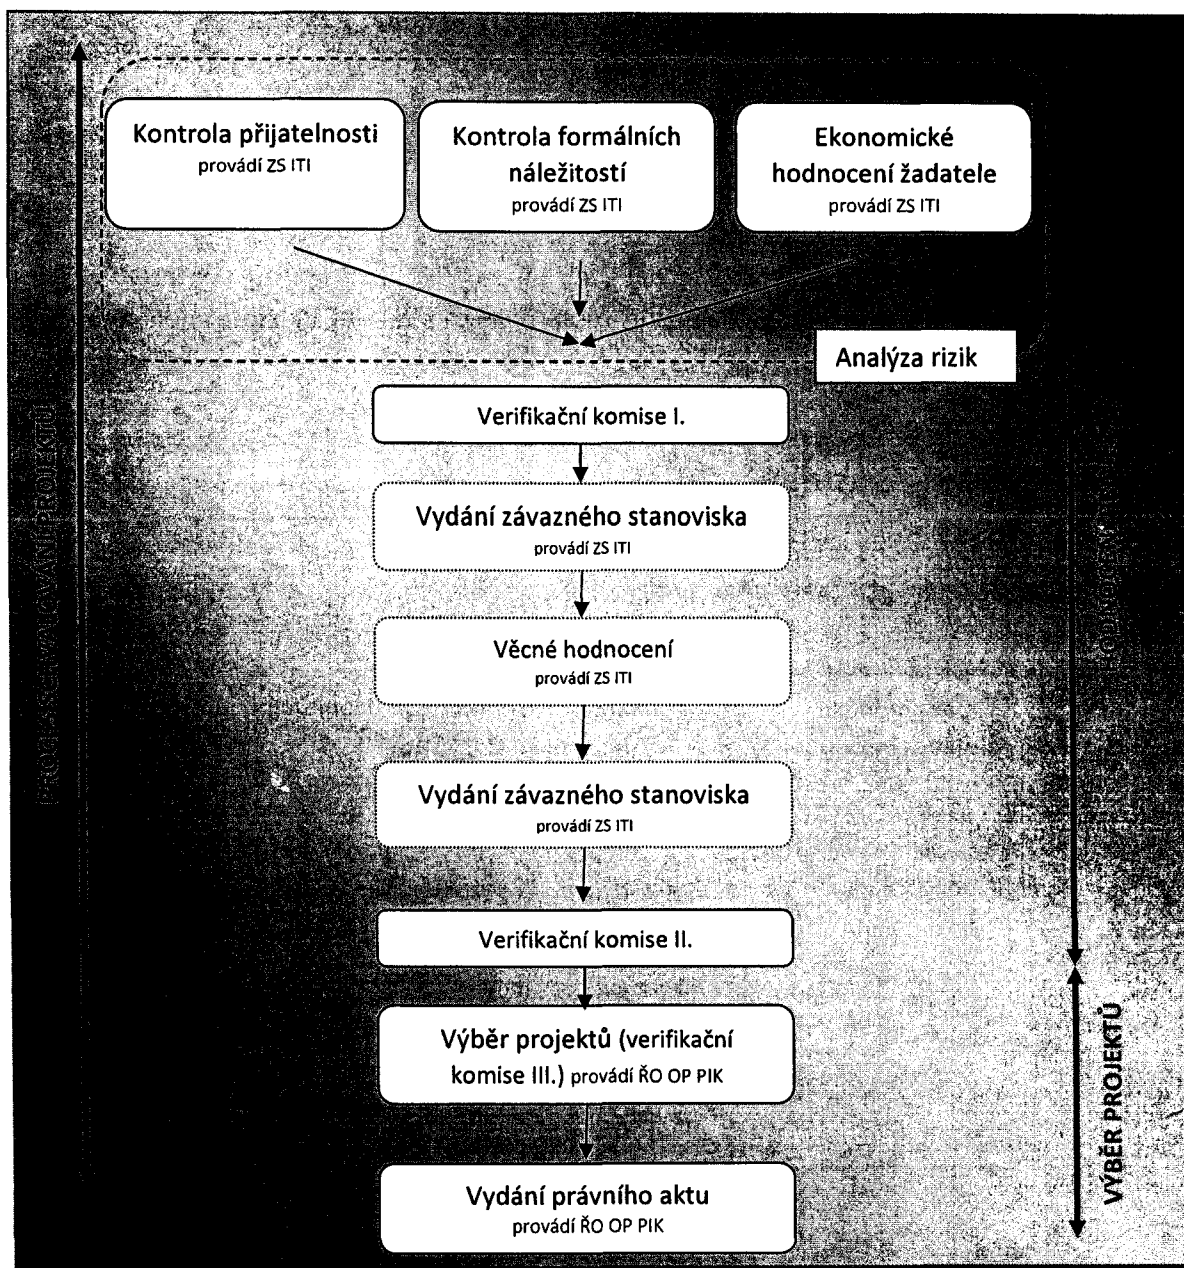 Kontrola přijatelnosti
provádí ZS ITI
Kontrola formálních
náležitostí
provádí ZS ITI
Ekonomické
hodnocení žadatele
provádí ZS ITI
Analýza rizik
Verifikační komise I.
Vydání závazného stanoviska
provádí ZS ITI
Věcné hodnocení
provádí ZS ITI
Vydání závazného stanoviska
provádí ZS ITI
Verifikační komise II.
Výběr projektů (verifikační
komise III.) provádí ŘO OP PIK
Vydání právního aktu
provádí ŘO OP PIK
VÝBĚR PROJEKTŮ